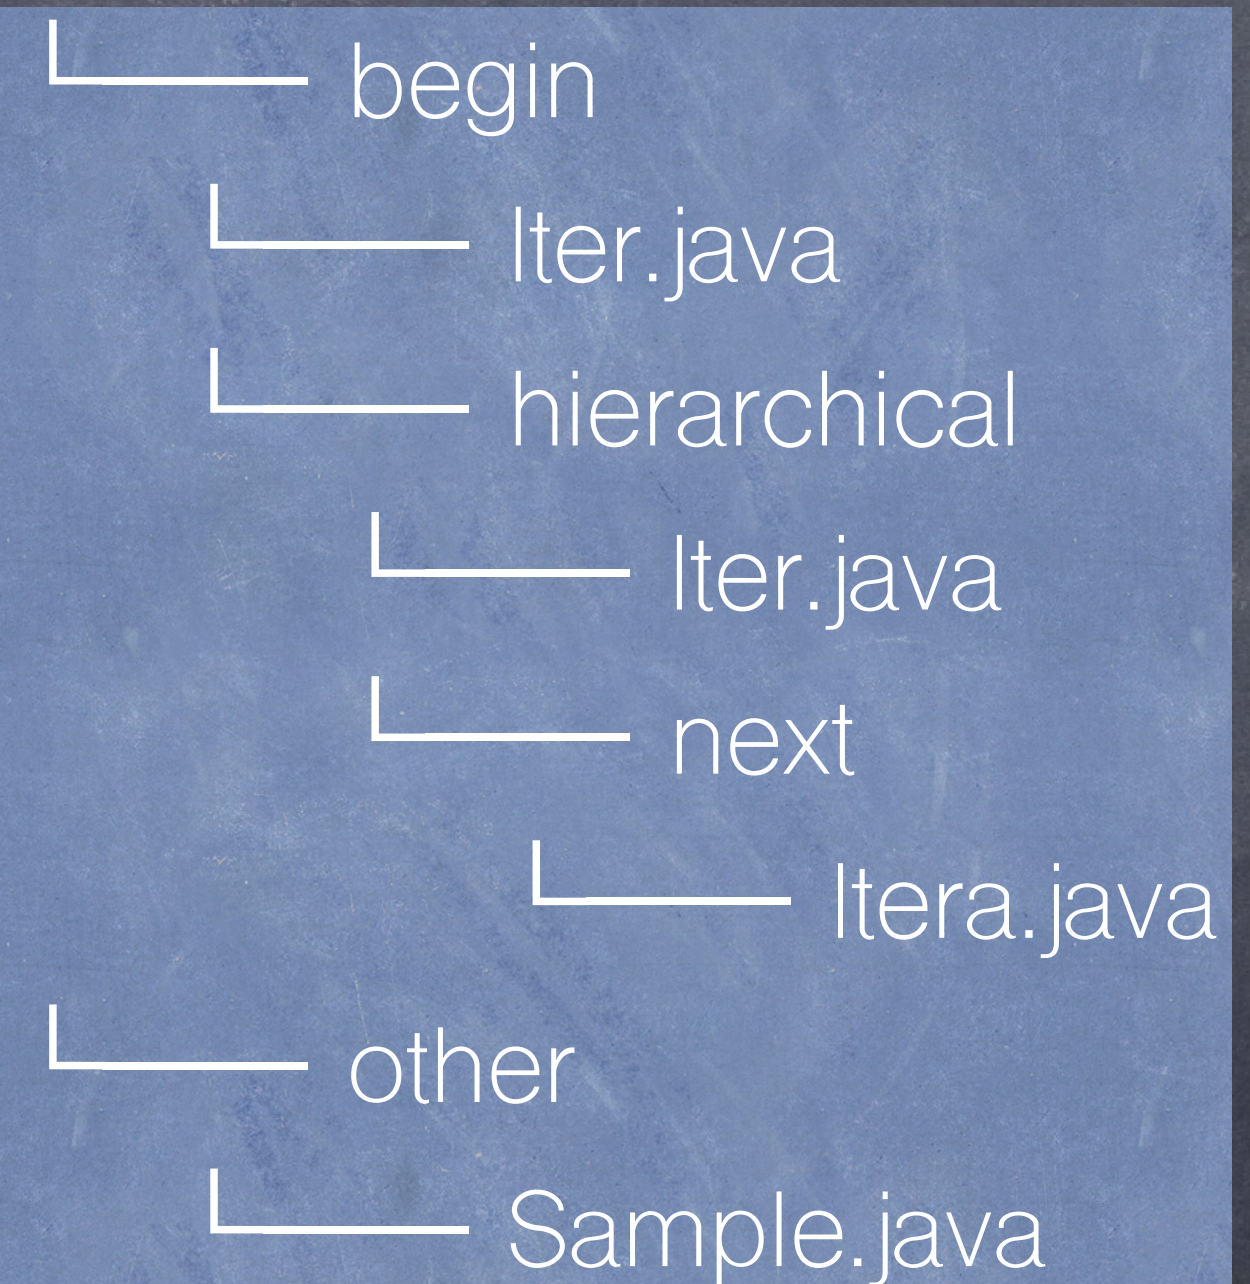 begin
Iter.java
hierarchical
Iter.java
next
Itera.java
other
Sample.java